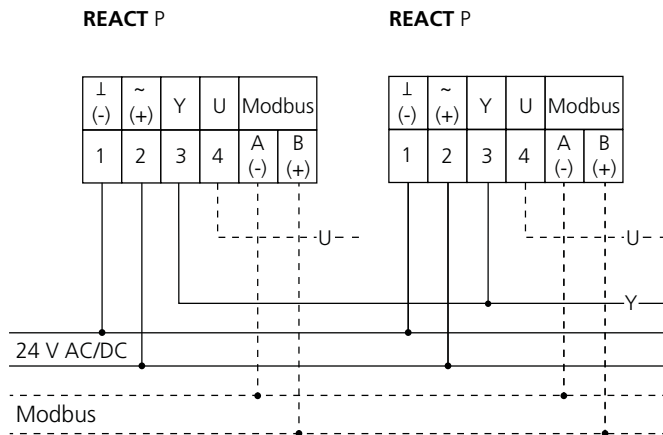 REACT P REACT P
⊥ ~ Y U Modbus ⊥ ~ Y U Modbus
(-) (+) (-) (+)
1 2 3 4 A B 1 2 3 4 A B
(-) (+) (-) (+)
U U
Y
24 V AC/DC
Modbus